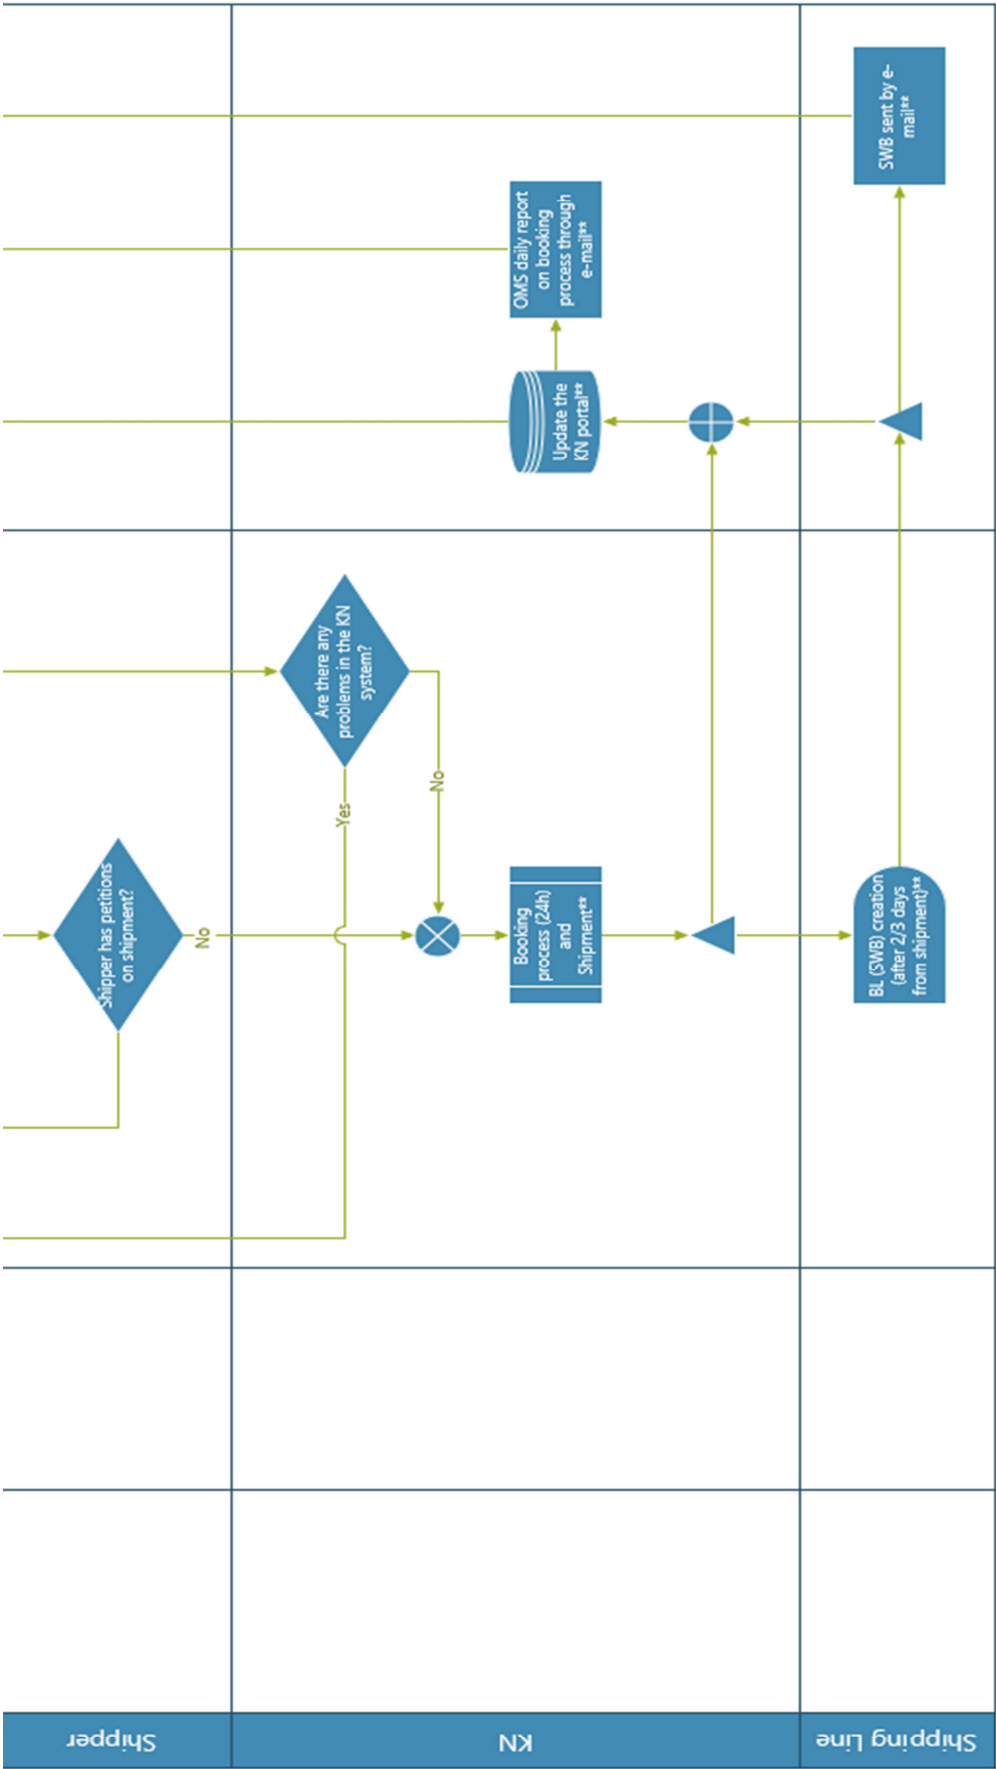 Shipper
Shipper has petitions
on shipment?
No
KN
Are there any
problems in the KN
system?
Yes
No
Booking
process (24h)
and
Shipment**
Update the
KN portal**
OMS daily report
on booking
process through
e-mail**
Shipping Line
BL (SWB) creation
(after 2/3 days
from shipment)**
SWB sent by e-
mail**